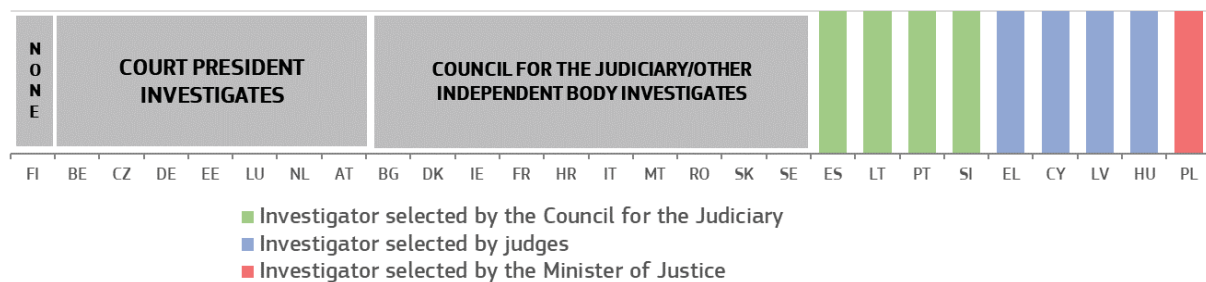 NONE
COURT PRESIDENT
INVESTIGATES
COUNCIL FOR THE JUDICIARY/OTHER
INDEPENDENT BODY INVESTIGATES
FI BE CZ DE EE LU NL AT BG DK IE FR HR IT MT RO SK SE ES LT PT SI EL CY LV HU PL
Investigator selected by the Council for the Judiciary
Investigator selected by judges
Investigator selected by the Minister of Justice